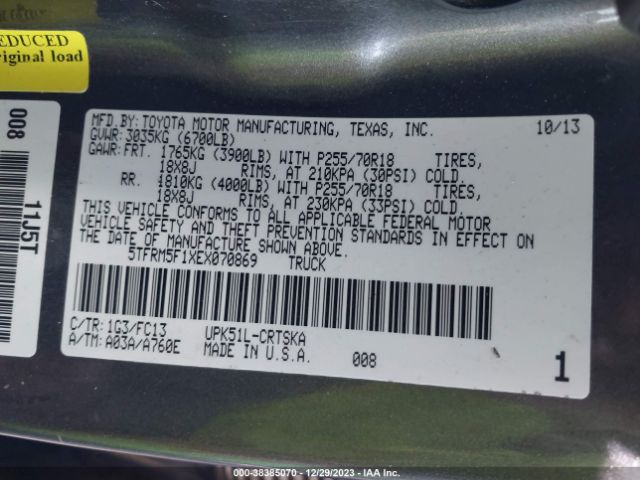 EDUCED
riginal load
008
11J5T
MFD.BY: TOYOTA MOTOR MANUFACTURING, TEXAS, INC. 10/13
GVWR: 3035KG (6700LB)
GAWR: FRT. 1765KG (3900LB) WITH P255/70R18 TIRES,
18X8J RIMS, AT 210KPA (30PSI) COLD.
RR. 1810KG (4000LB) WITH P255/70R18 TIRES,
18X8J RIMS, AT 230KPA (33PSI) COLD.
THIS VEHICLE CONFORMS TO ALL APPLICABLE FEDERAL MOTOR
VEHICLE SAFETY AND THEFT PREVENTION STANDARDS IN EFFECT ON
THE DATE OF MANUFACTURE SHOWN ABOVE.
5TFRM5F1XEX070869 TRUCK
C/TR: 1G3/FC13 UPK51L-CRTSKA
A/TM: A03A/A760E MADE IN U.S.A. 008 1
000-38385070 - 12/29/2023 - IAA Inc.